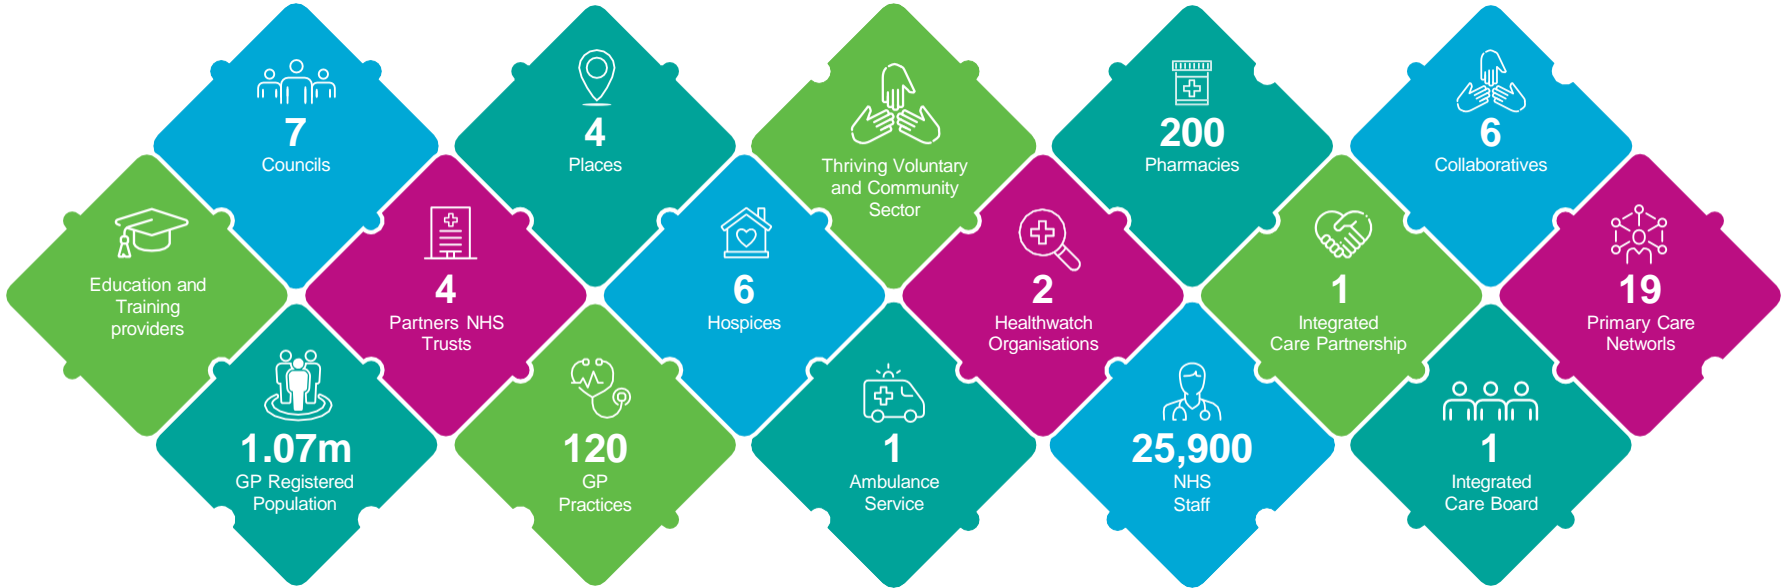 7
Councils
4
Places
Thriving Voluntary
and Community
Sector
200
Pharmacies
6
Collaboratives
Education and
Training
providers
4
Partners NHS
Trusts
6
Hospices
2
Healthwatch
Organisations
1
Integrated
Care Partnership
19
Primary Care
Networls
1.07m
GP Registered
Population
120
GP
Practices
1
Ambulance
Service
25,900
NHS
Staff
1
Integrated
Care Board